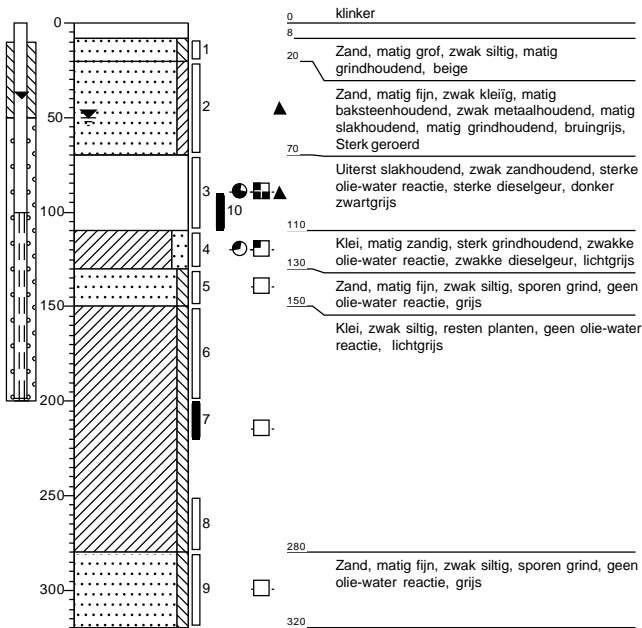 0
50
100
150
200
250
300
1
2
3
10
4
5
6
7
8
9
0
klinker
8
Zand, matig grof, zwak siltig, matig
grindhoudend, beige
20
Zand, matig fijn, zwak kleiïg, matig
baksteenhoudend, zwak metaalhoudend, matig
slakhoudend, matig grindhoudend, bruingrijs,
Sterk geroerd
70
Uiterst slakhoudend, zwak zandhoudend, sterke
olie-water reactie, sterke dieselgeur, donker
zwartgrijs
110
Klei, matig zandig, sterk grindhoudend, zwakke
olie-water reactie, zwakke dieselgeur, lichtgrijs
130
Zand, matig fijn, zwak siltig, sporen grind, geen
olie-water reactie, grijs
150
Klei, zwak siltig, resten planten, geen olie-water
reactie, lichtgrijs
280
Zand, matig fijn, zwak siltig, sporen grind, geen
olie-water reactie, grijs
320